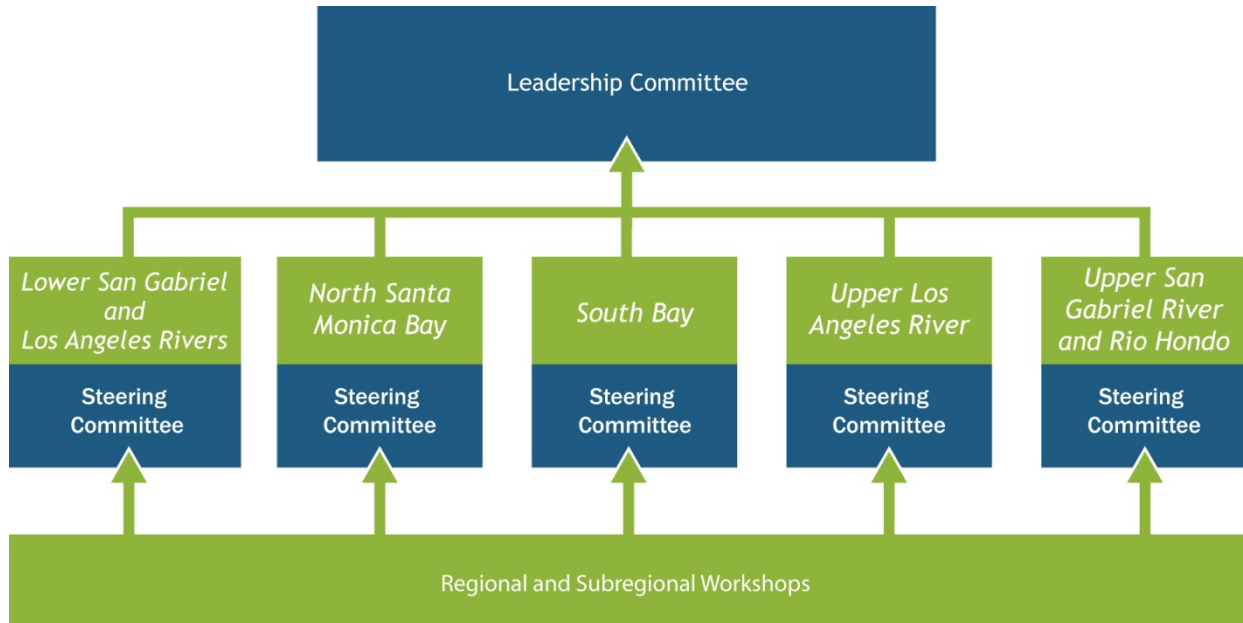 Leadership Committee
Lower San Gabriel
and
Los Angeles Rivers
Steering
Committee
North Santa
Monica Bay
Steering
Committee
South Bay
Steering
Committee
Upper Los
Angeles River
Steering
Committee
Upper San
Gabriel River
and Rio Hondo
Steering
Committee
Regional and Subregional Workshops